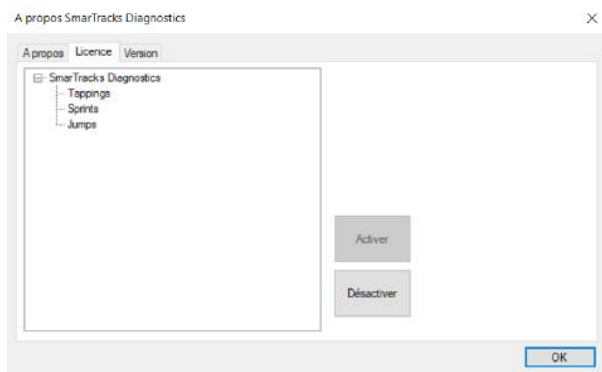 A propos SmarTracks Diagnostics
A propos Licence Version
SmarTracks Diagnostics
Tappings
Sprints
Jumps
Activer
Désactiver
OK